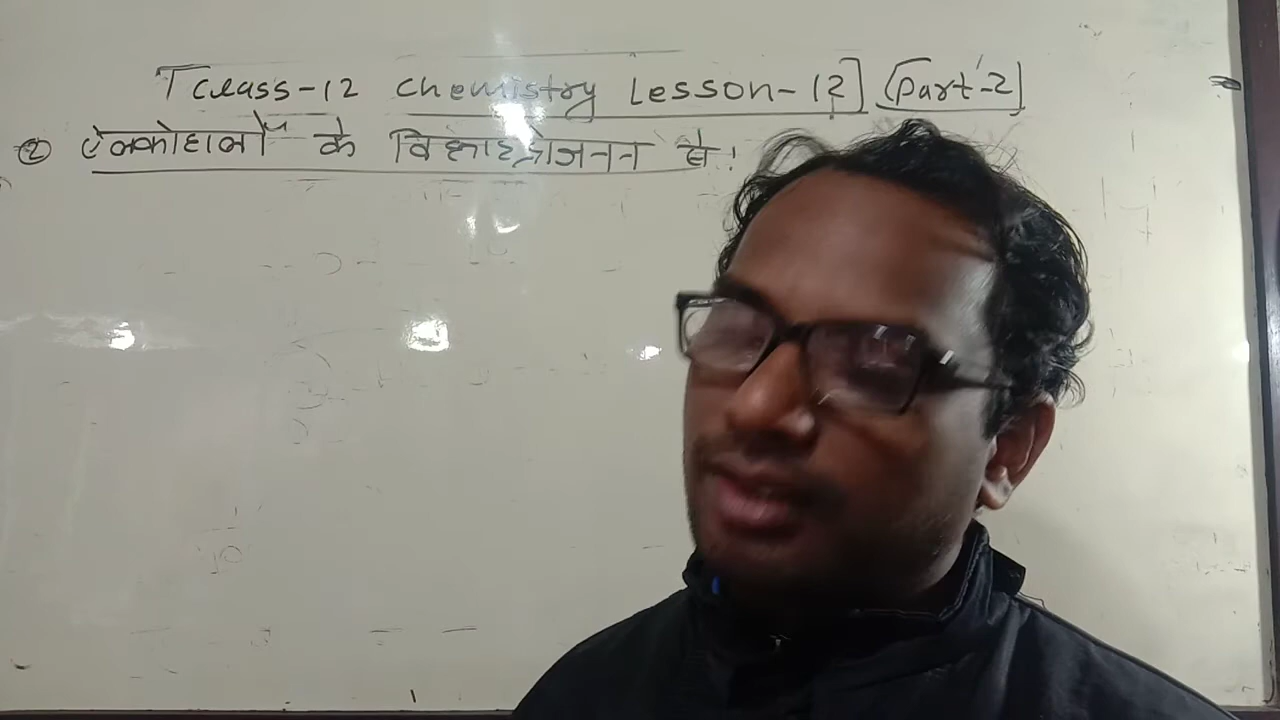 Class-12 Chemistry Lesson-12] (Part-2]
② ऐल्कोहालों के विहाइड्रोजनन से!